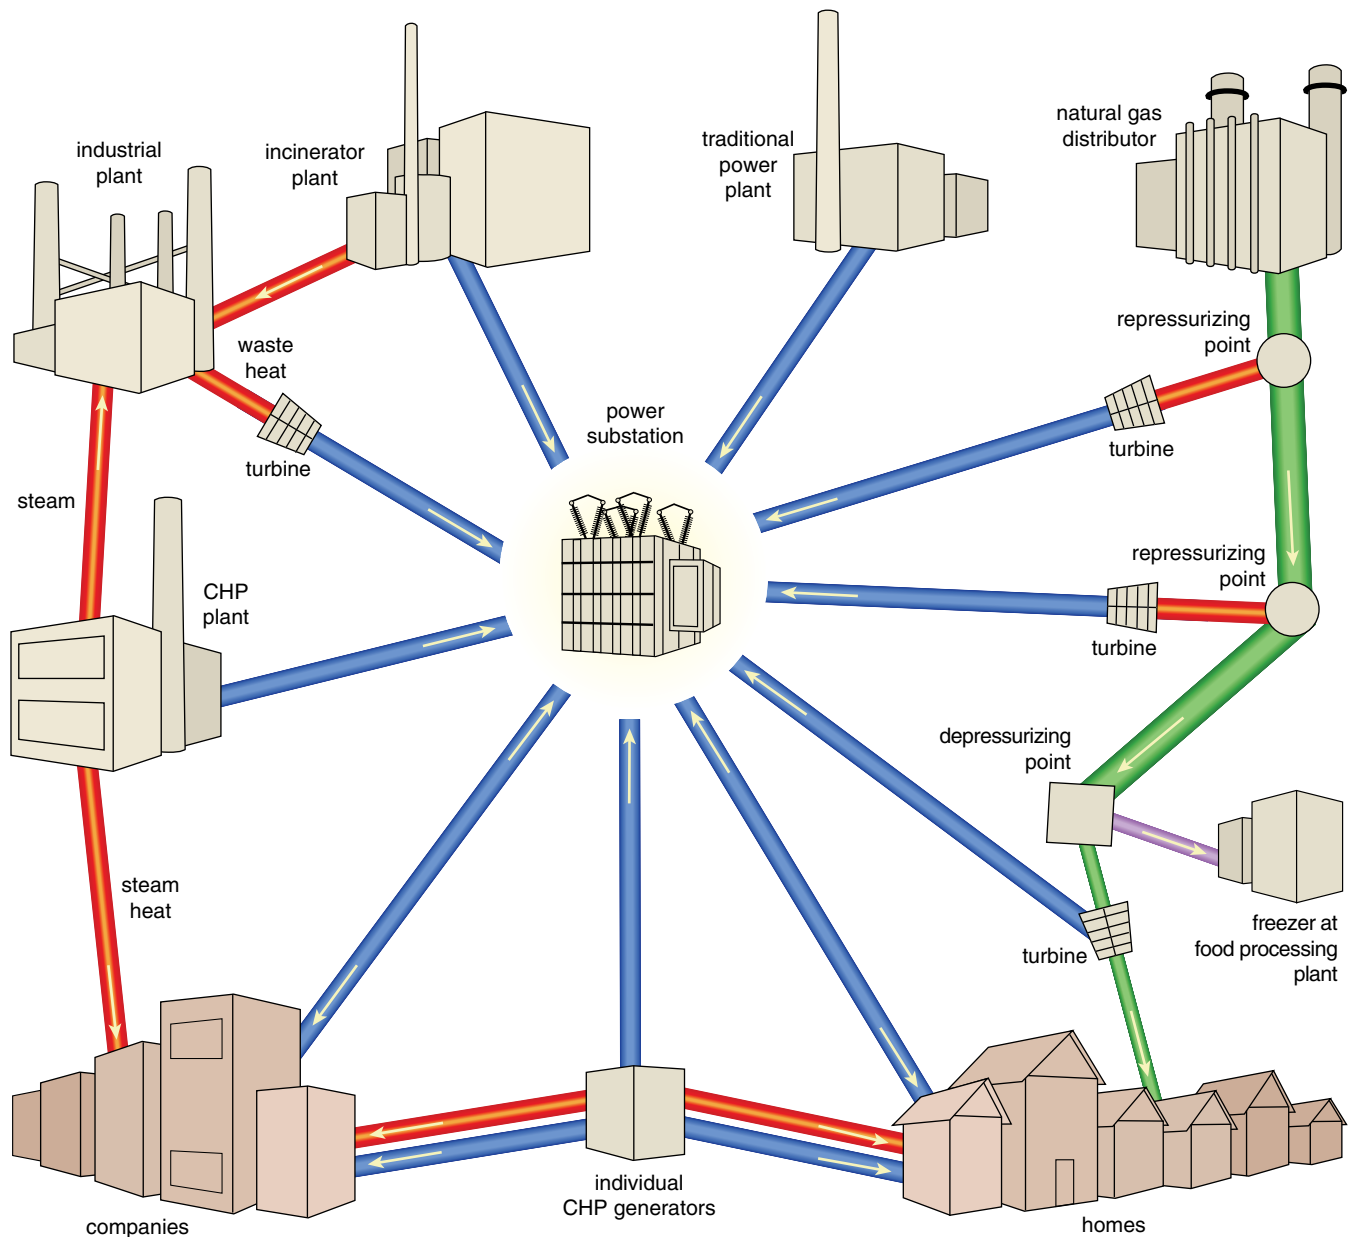 industrial
plant
incinerator
plant
traditional
power
plant
natural gas
distributor
waste
heat
turbine
power
substation
repressurizing
point
turbine
steam
CHP
plant
repressurizing
point
turbine
depressurizing
point
steam
heat
turbine
freezer at
food processing
plant
individual
CHP generators
companies
homes